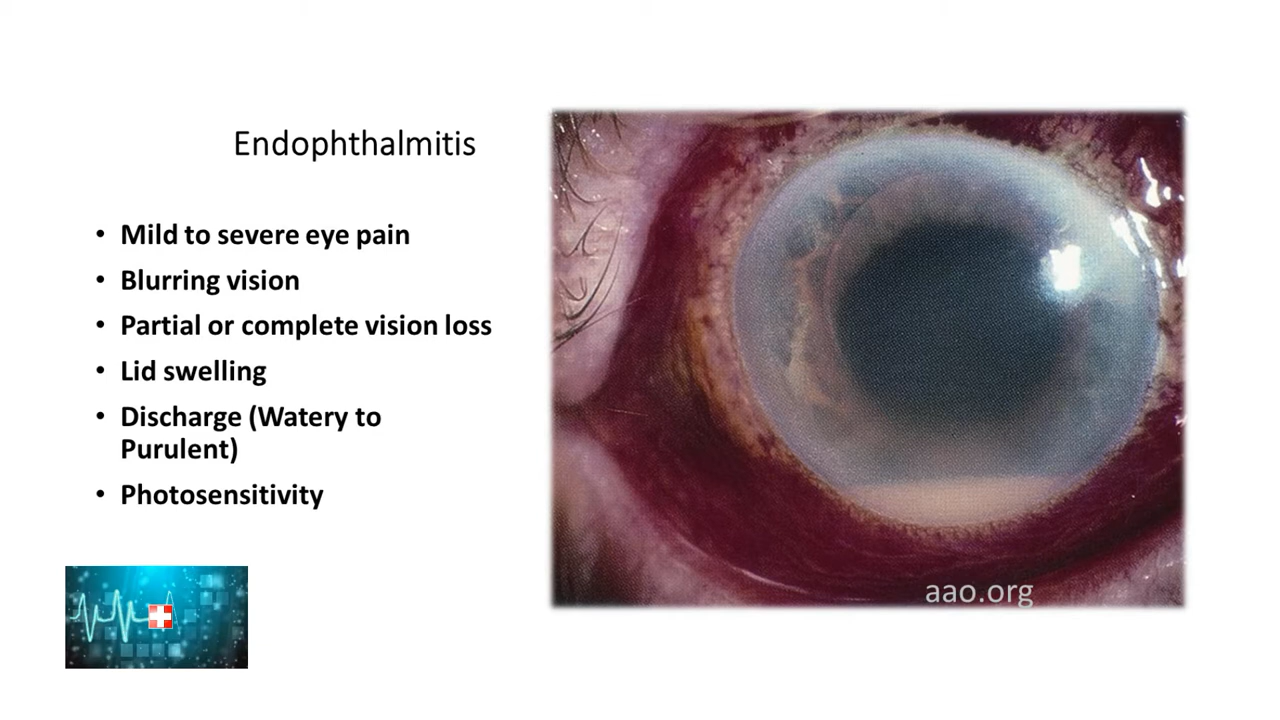 Endophthalmitis
• Mild to severe eye pain
• Blurring vision
• Partial or complete vision loss
• Lid swelling
• Discharge (Watery to
Purulent)
• Photosensitivity
aao.org